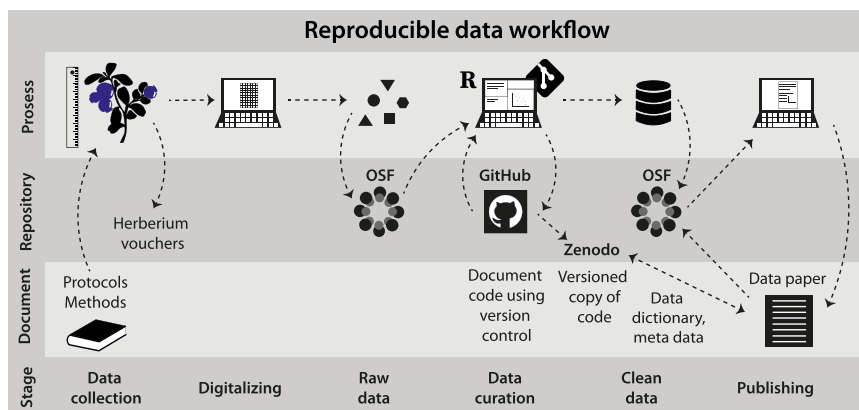 Reproducible data workflow
Prosess
R
Repository
OSF
GitHub
OSF
Herberium
vouchers
Zenodo
Document
Protocols
Methods
Document
code using
version
control
Versioned
copy of
code
Data
dictionary,
meta data
Data paper
Stage
Data
collection
Digitalizing
Raw
data
Data
curation
Clean
data
Publishing